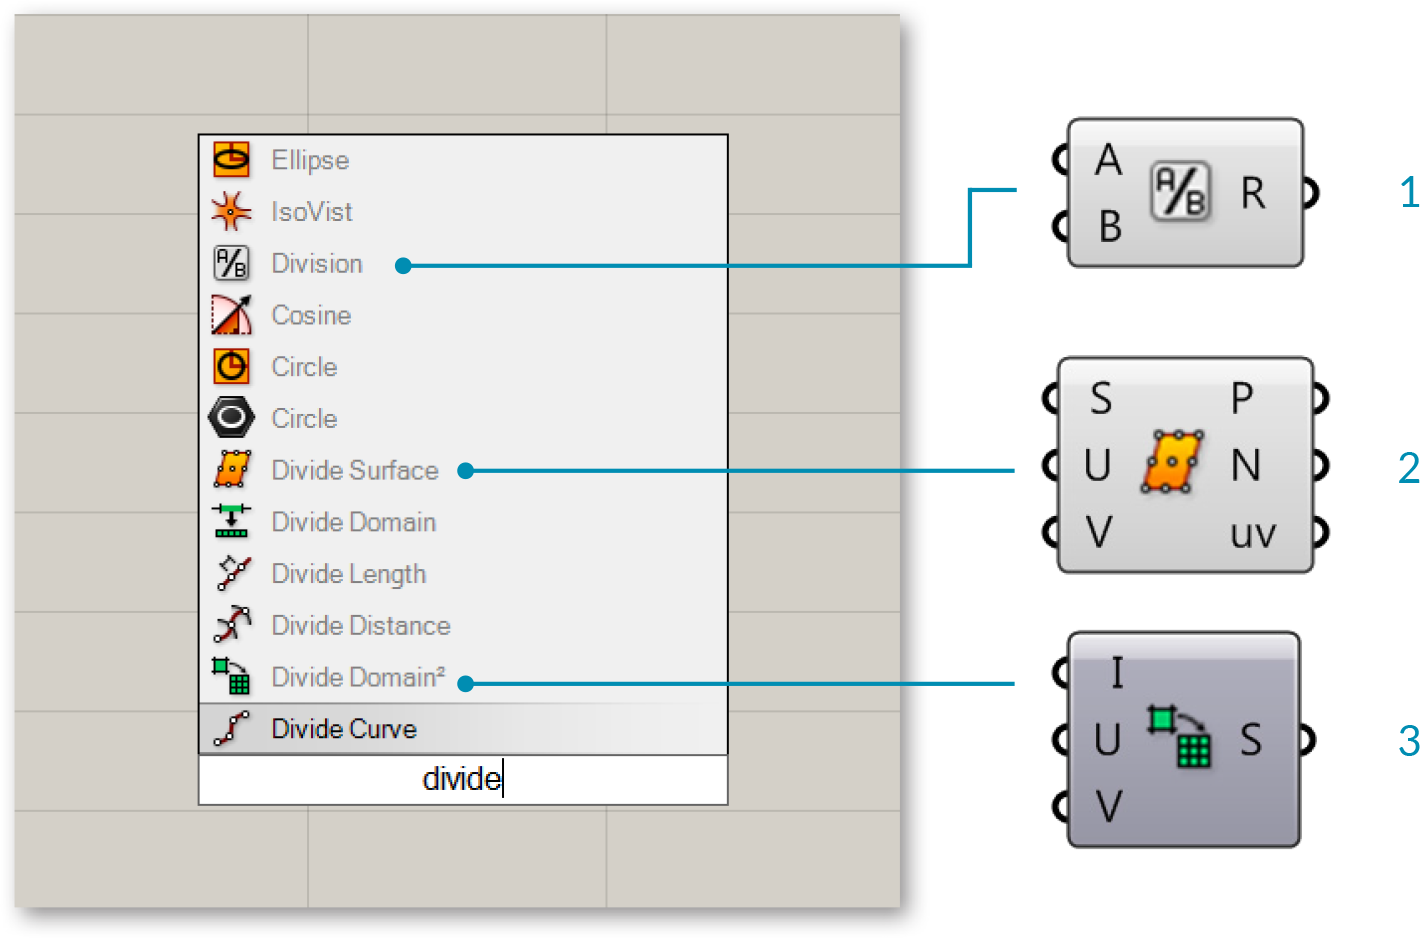 Ellipse
IsoVist
A/B Division
Cosine
Circle
Circle
Divide Surface
Divide Domain
Divide Length
Divide Distance
Divide Domain²
Divide Curve
divide
A
B
A/B
R
1
S
U
V
P
N
uv
2
I
U
V
S
3